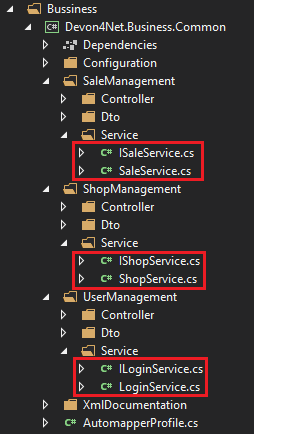 Bussiness
C# Devon4Net.Business.Common
Dependencies
Configuration
SaleManagement
Controller
Dto
Service
C# ISaleService.cs
C# SaleService.cs
ShopManagement
Controller
Dto
Service
C# IShopService.cs
C# ShopService.cs
UserManagement
Controller
Dto
Service
C# ILoginService.cs
C# LoginService.cs
XmlDocumentation
C# AutomapperProfile.cs